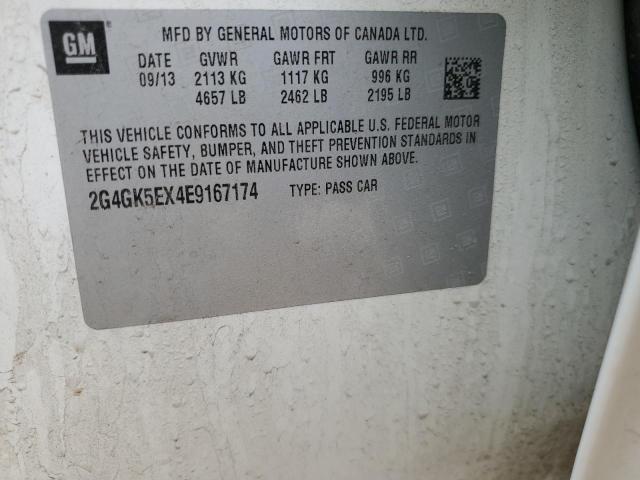 GM
MFD BY GENERAL MOTORS OF CANADA LTD.
DATE GVWR GAWR FRT GAWR RR
09/13 2113 KG 1117 KG 996 KG
4657 LB 2462 LB 2195 LB
THIS VEHICLE CONFORMS TO ALL APPLICABLE U.S. FEDERAL MOTOR
VEHICLE SAFETY, BUMPER, AND THEFT PREVENTION STANDARDS IN
EFFECT ON THE DATE OF MANUFACTURE SHOWN ABOVE.
2G4GK5EX4E9167174 TYPE: PASS CAR